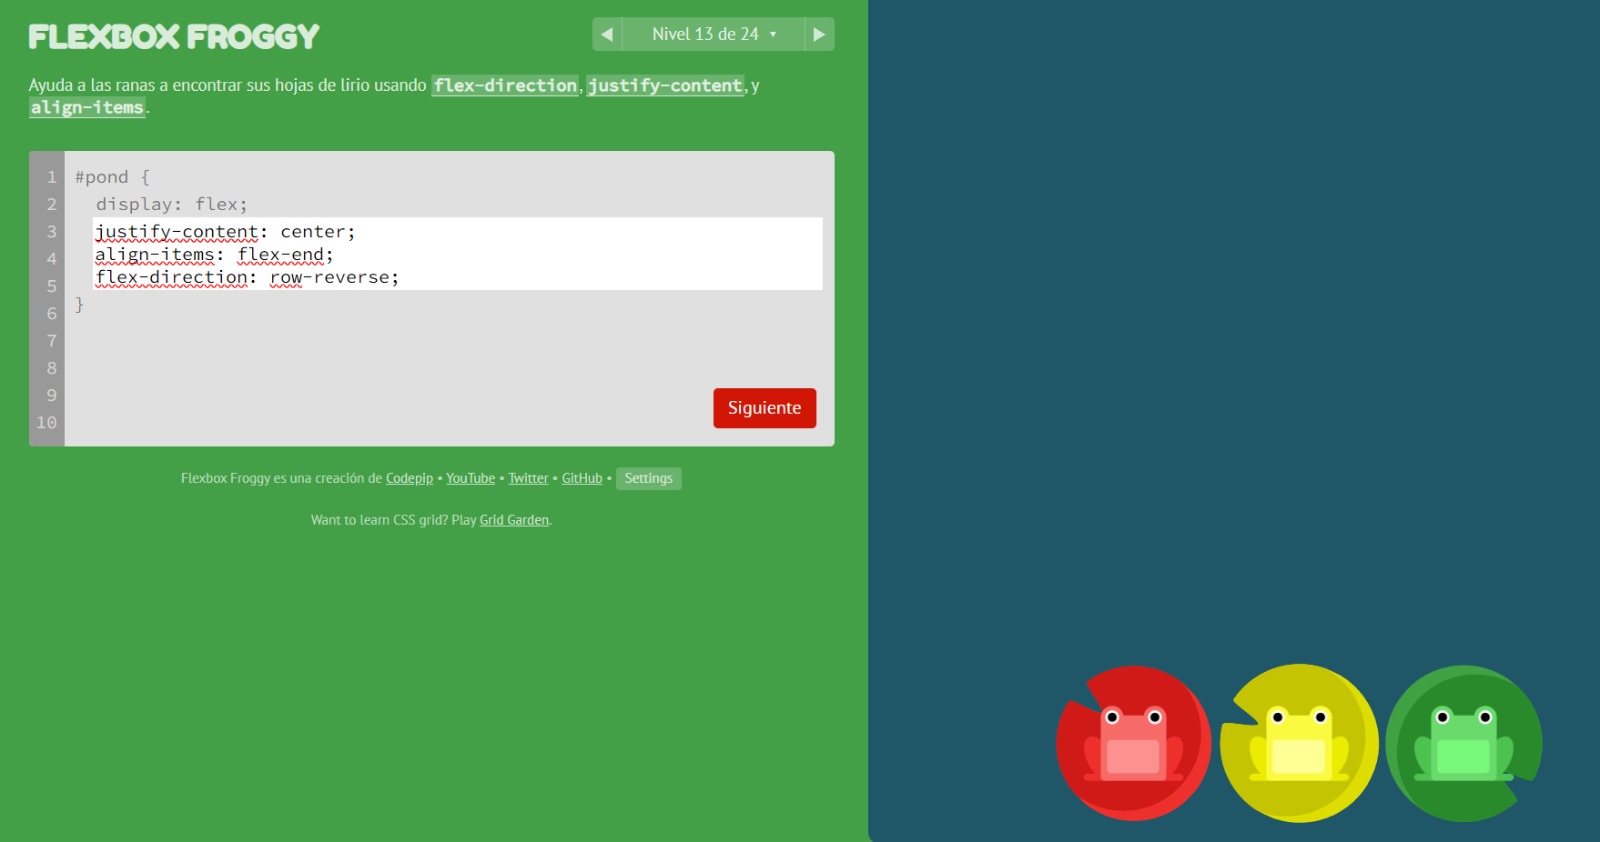 FLEXBOX FROGGY
◀ Nivel 13 de 24 ▾ ▶
Ayuda a las ranas a encontrar sus hojas de lirio usando flex-direction, justify-content, y
align-items.
1 #pond {
2 display: flex;
3 justify-content: center;
4 align-items: flex-end;
5 flex-direction: row-reverse;
6 }
7
8
9
10
Siguiente
Flexbox Froggy es una creación de Codepip • YouTube • Twitter • GitHub • Settings
Want to learn CSS grid? Play Grid Garden.